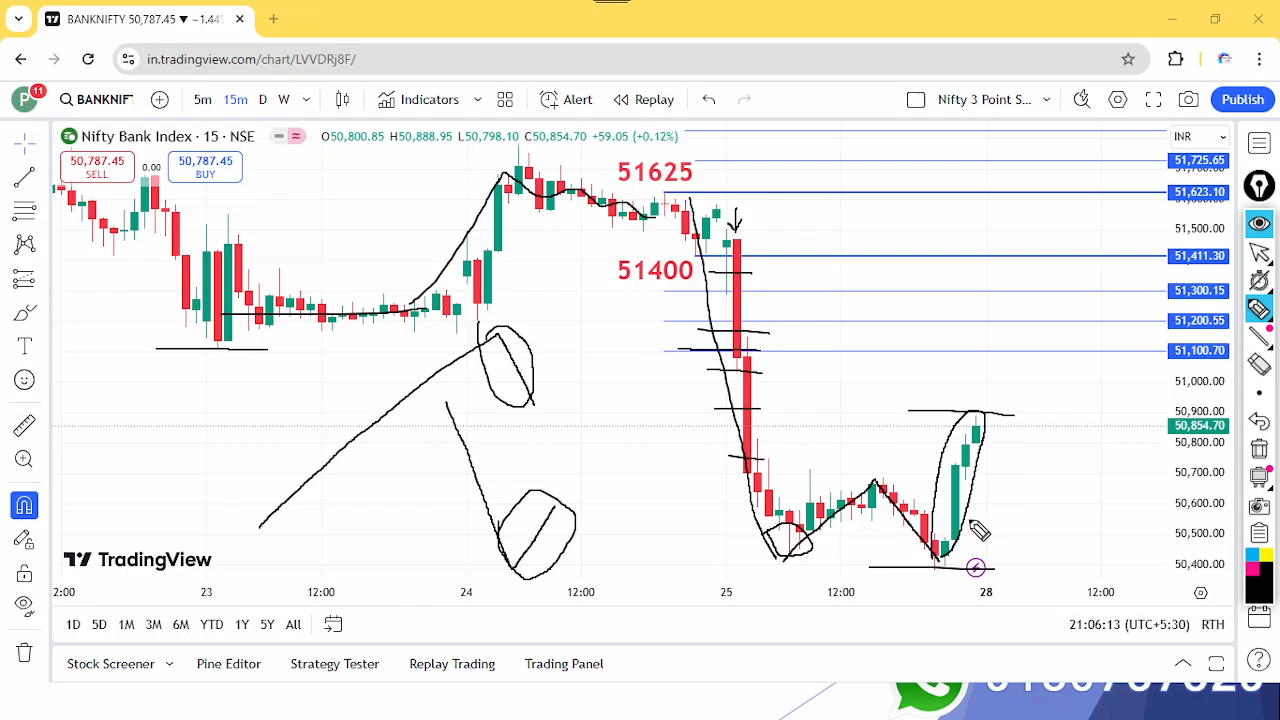 BANKNIFTY 50,787.45 ▼ −1.44%
in.tradingview.com/chart/LVVDRj8F/
P 11 BANKNIFT 5m 15m D W Indicators Alert Replay Nifty 3 Point S... Publish
Nifty Bank Index · 15 · NSE O50,800.85 H50,888.95 L50,798.10 C50,854.70 +59.05 (+0.12%) INR
50,787.45 0.00 50,787.45
SELL BUY
51625
51400
51,725.65
51,623.10
51,500.00
51,411.30
51,300.15
51,200.55
51,100.70
51,000.00
50,900.00
50,854.70
50,800.00
50,700.00
50,600.00
50,500.00
50,400.00
TradingView
2:00 23 12:00 24 12:00 25 12:00 28 12:00
1D 5D 1M 3M 6M YTD 1Y 5Y All 21:06:13 (UTC+5:30) RTH
Stock Screener Pine Editor Strategy Tester Replay Trading Trading Panel